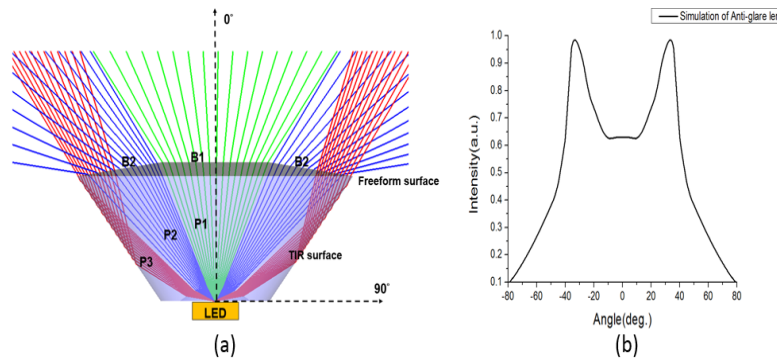 0°
B2
B1
B2
Freeform surface
P1
P2
P3
TIR surface
90°
LED
(a)
Simulation of Anti-glare len
1.0
0.9
0.8
0.7
0.6
0.5
0.4
0.3
0.2
0.1
Intensity(a.u.)
-80 -60 -40 -20 0 20 40 60 80
Angle(deg.)
(b)